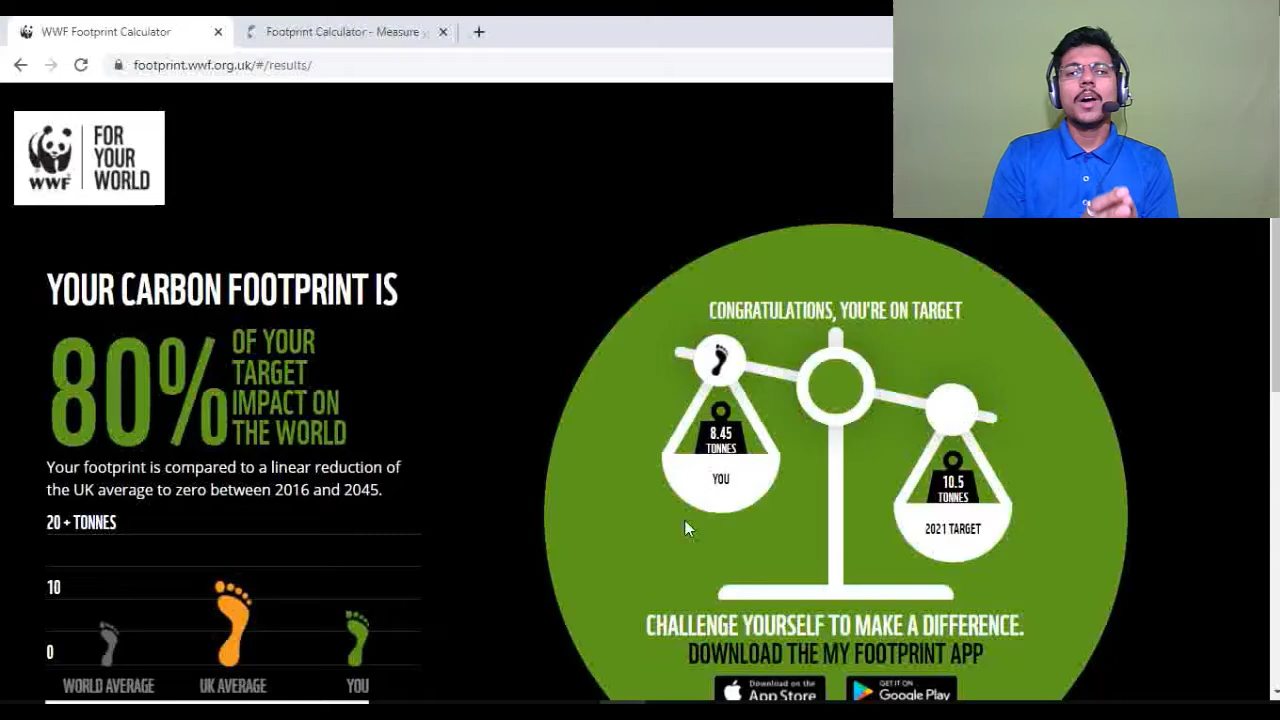 WWF Footprint Calculator
Footprint Calculator - Measure
footprint.wwf.org.uk/#/results/
WWF
FOR
YOUR
WORLD
YOUR CARBON FOOTPRINT IS
80%
OF YOUR
TARGET
IMPACT ON
THE WORLD
Your footprint is compared to a linear reduction of
the UK average to zero between 2016 and 2045.
20 + TONNES
10
0
WORLD AVERAGE
UK AVERAGE
YOU
CONGRATULATIONS, YOU'RE ON TARGET
8.45
TONNES
YOU
10.5
TONNES
2021 TARGET
CHALLENGE YOURSELF TO MAKE A DIFFERENCE.
DOWNLOAD THE MY FOOTPRINT APP
Download on the
App Store
GET IT ON
Google Play